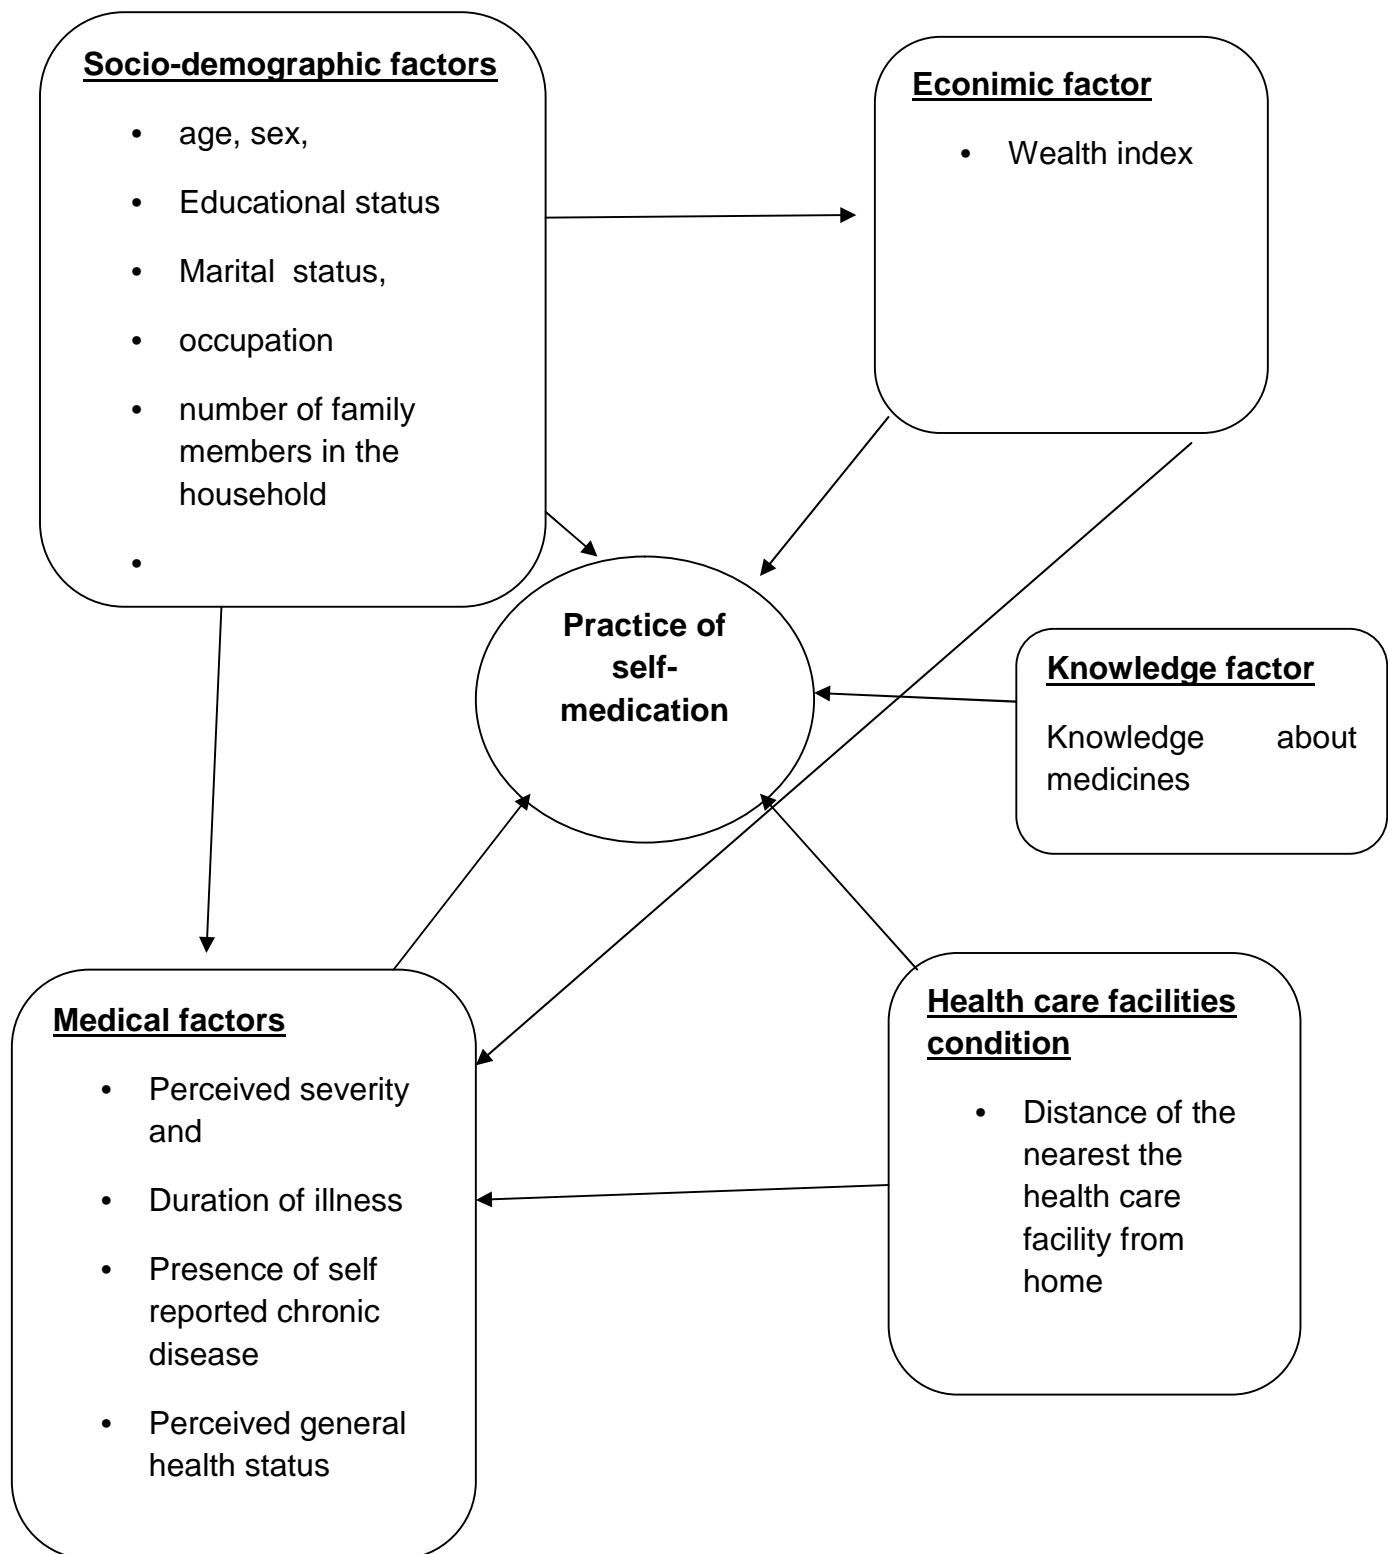 Socio-demographic factors
• age, sex,
• Educational status
• Marital  status,
• occupation
• number of family
members in the
household
•
Econimic factor
• Wealth index
Practice of
self-
medication
Knowledge factor
Knowledge about
medicines
Medical factors
• Perceived severity
and
• Duration of illness
• Presence of self
reported chronic
disease
• Perceived general
health status
Health care facilities
condition
• Distance of the
nearest the
health care
facility from
home